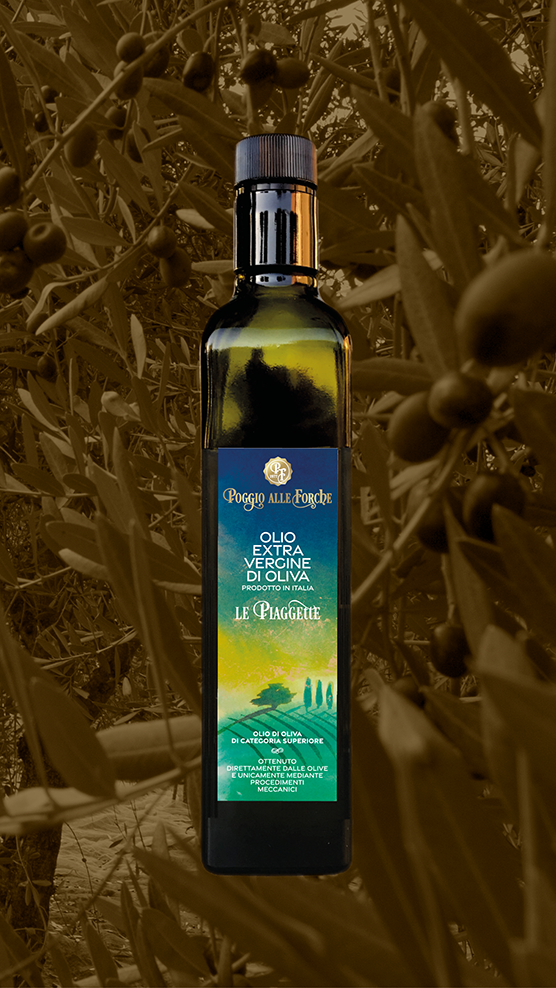 POGGIO ALLE FORCHE
OLIO
EXTRA
VERGINE
DI OLIVA
PRODOTTO IN ITALIA
LE PIAGGETTE
OLIO DI OLIVA
DI CATEGORIA SUPERIORE
OTTENUTO
DIRETTAMENTE DALLE OLIVE
E UNICAMENTE MEDIANTE
PROCEDIMENTI
MECCANICI